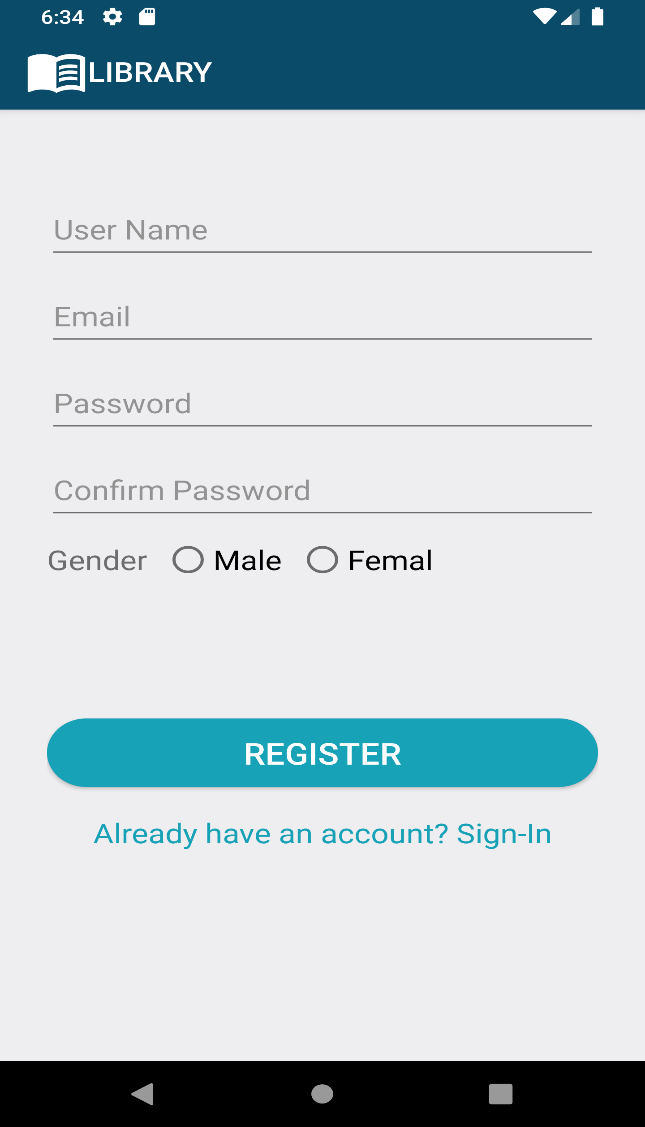 6:34
LIBRARY
User Name
Email
Password
Confirm Password
Gender Male Femal
REGISTER
Already have an account? Sign-In